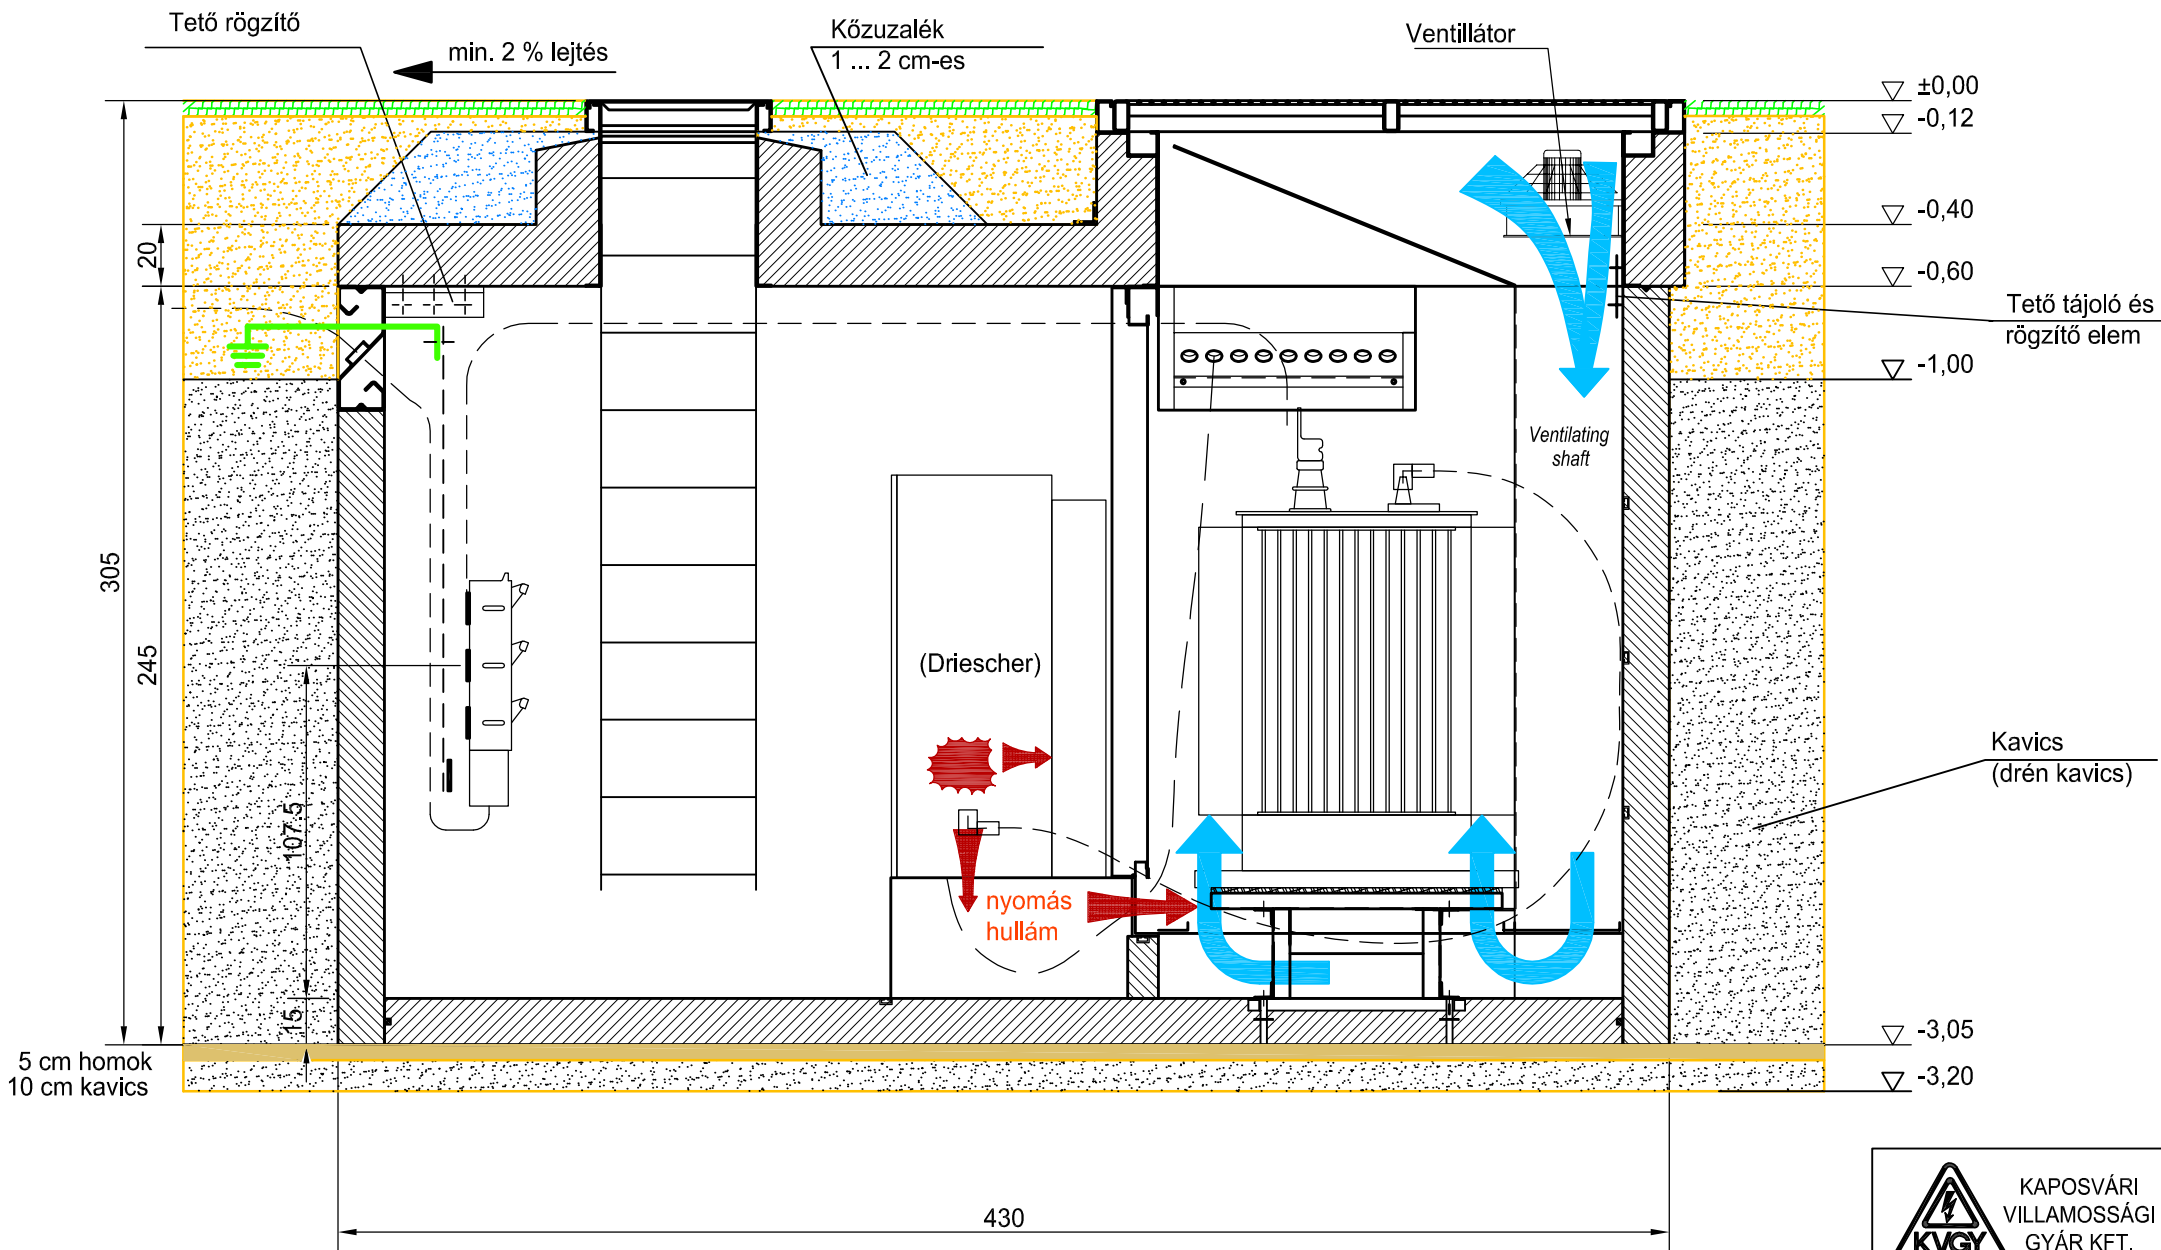 Tető rögzítő
min. 2 % lejtés
Kőzuzalék
1 ... 2 cm-es
Ventillátor
±0,00
-0,12
-0,40
-0,60
Tető tájoló és
rögzítő elem
-1,00
20
305
245
107.5
15
Ventilating
shaft
(Driescher)
nyomás
hullám
Kavics
(drén kavics)
-3,05
-3,20
5 cm homok
10 cm kavics
430
KAPOSVÁRI
VILLAMOSSÁGI
GYÁR KFT.
KVGY